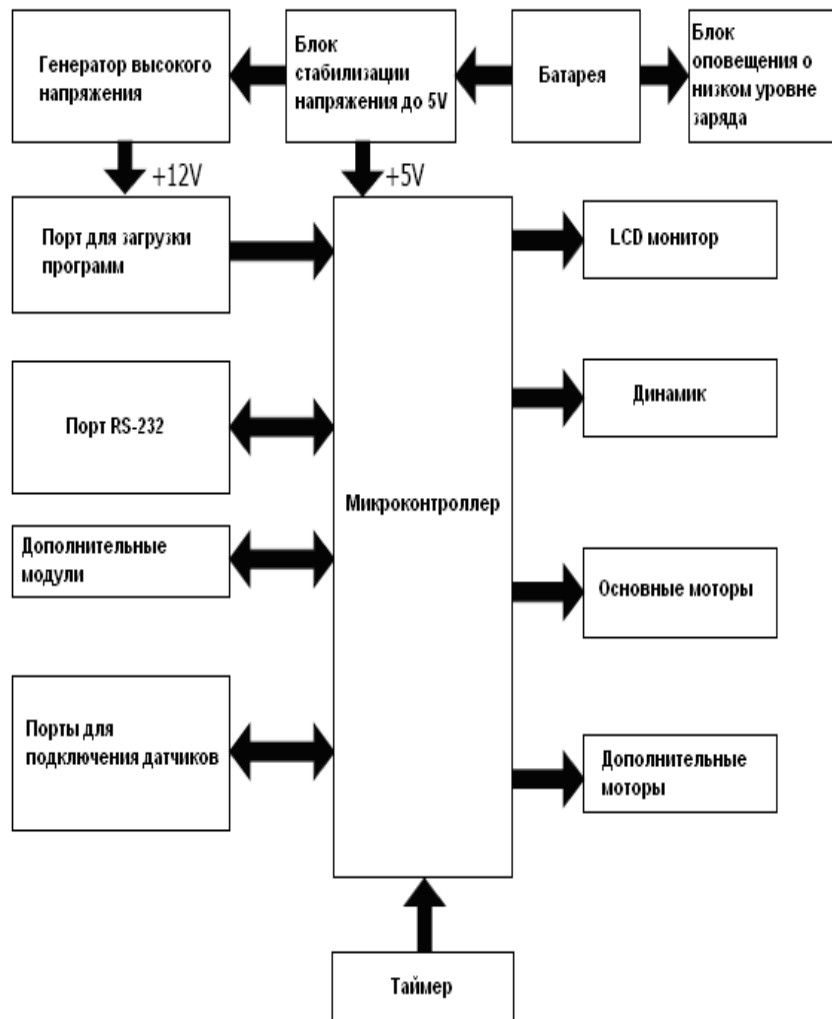 Генератор высокого
напряжения
Блок
стабилизации
напряжения до 5V
Батарея
Блок
оповещения о
низком уровне
заряда
+12V
+5V
Порт для загрузки
программ
LCD монитор
Порт RS-232
Динамик
Микроконтроллер
Дополнительные
модули
Основные моторы
Порты для
подключения датчиков
Дополнительные
моторы
Таймер